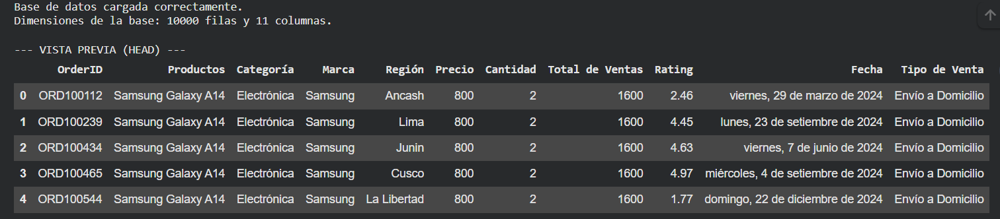 Base de datos cargada correctamente.
Dimensiones de la base: 10000 filas y 11 columnas.
--- VISTA PREVIA (HEAD) ---
OrderID Productos Categoría Marca Región Precio Cantidad Total de Ventas Rating Fecha Tipo de Venta
0 ORD100112 Samsung Galaxy A14 Electrónica Samsung Ancash 800 2 1600 2.46 viernes, 29 de marzo de 2024 Envío a Domicilio
1 ORD100239 Samsung Galaxy A14 Electrónica Samsung Lima 800 2 1600 4.45 lunes, 23 de setiembre de 2024 Envío a Domicilio
2 ORD100434 Samsung Galaxy A14 Electrónica Samsung Junin 800 2 1600 4.63 viernes, 7 de junio de 2024 Envío a Domicilio
3 ORD100465 Samsung Galaxy A14 Electrónica Samsung Cusco 800 2 1600 4.97 miércoles, 4 de setiembre de 2024 Envío a Domicilio
4 ORD100544 Samsung Galaxy A14 Electrónica Samsung La Libertad 800 2 1600 1.77 domingo, 22 de diciembre de 2024 Envío a Domicilio